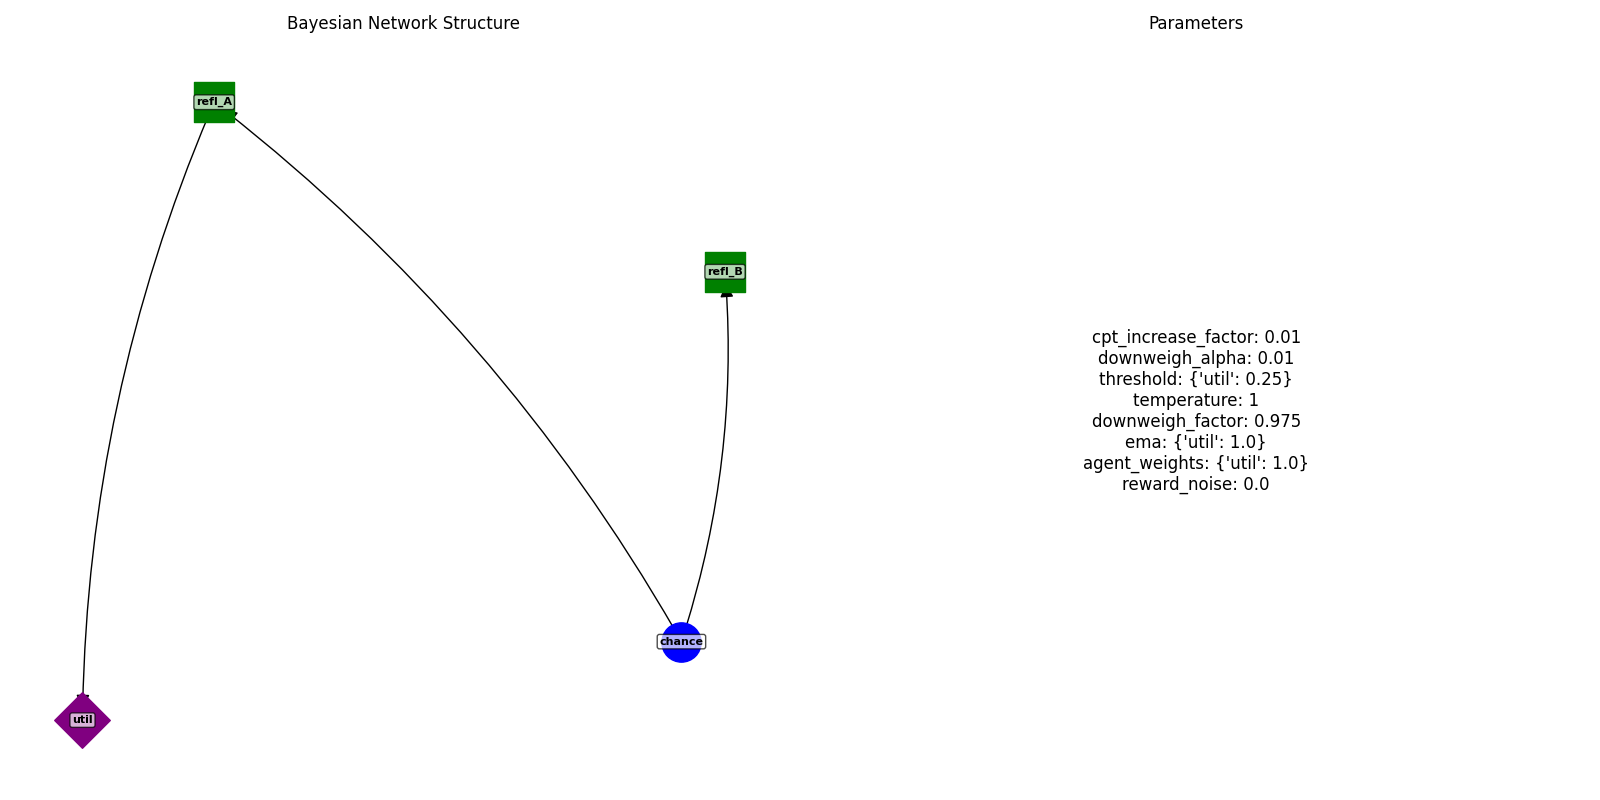 Bayesian Network Structure
Parameters
refl_A
refl_B
chance
util
cpt_increase_factor: 0.01
downweigh_alpha: 0.01
threshold: {'util': 0.25}
temperature: 1
downweigh_factor: 0.975
ema: {'util': 1.0}
agent_weights: {'util': 1.0}
reward_noise: 0.0